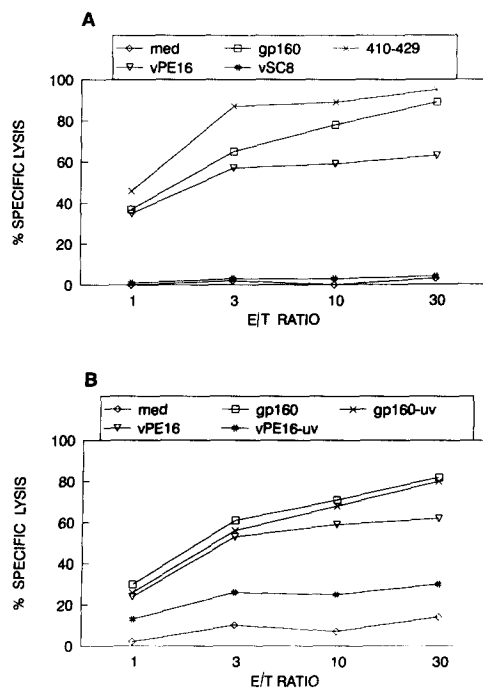 A
med gp160 410-429
vPE16 vSC8
100
80
60
40
20
0
% SPECIFIC LYSIS
1 3 10 30
E/T RATIO
B
med gp160 gp160-uv
vPE16 vPE16-uv
100
80
60
40
20
0
% SPECIFIC LYSIS
1 3 10 30
E/T RATIO